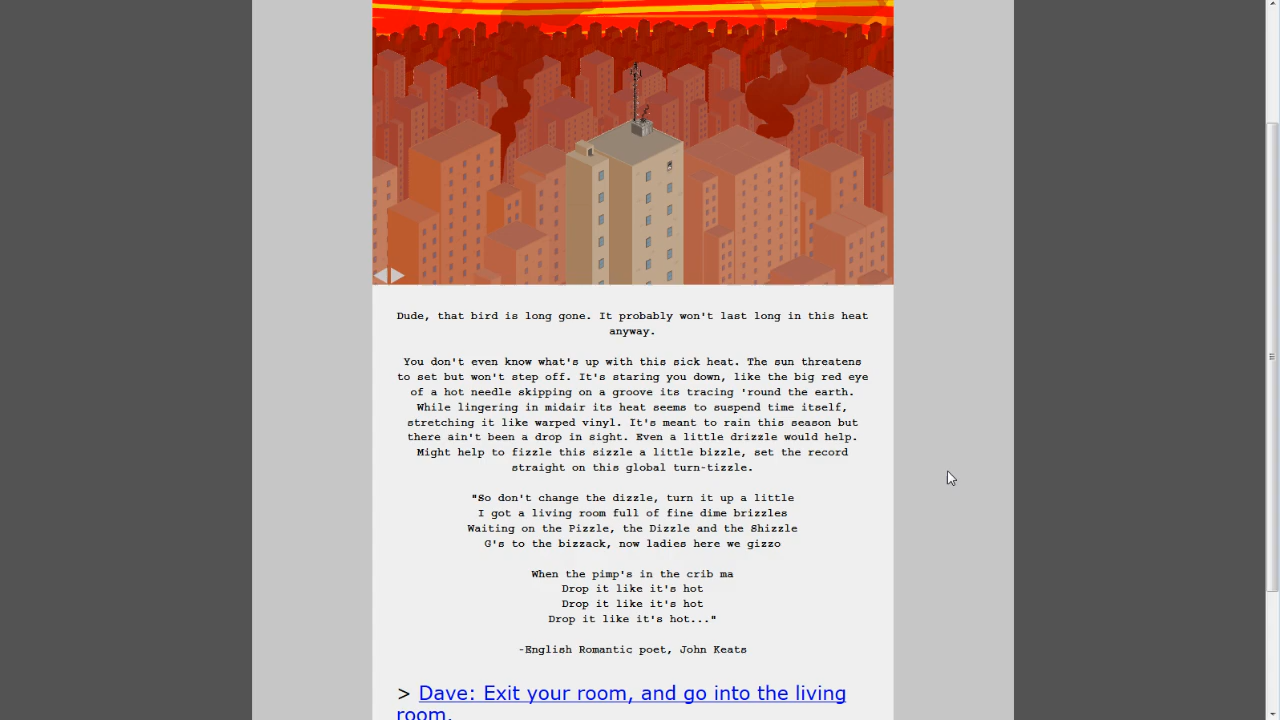 Dude, that bird is long gone. It probably won't last long in this heat
anyway.
You don't even know what's up with this sick heat. The sun threatens
to set but won't step off. It's staring you down, like the big red eye
of a hot needle skipping on a groove its tracing 'round the earth.
While lingering in midair its heat seems to suspend time itself,
stretching it like warped vinyl. It's meant to rain this season but
there ain't been a drop in sight. Even a little drizzle would help.
Might help to fizzle this sizzle a little bizzle, set the record
straight on this global turn-tizzle.
"So don't change the dizzle, turn it up a little
I got a living room full of fine dime brizzles
Waiting on the Pizzle, the Dizzle and the Shizzle
G's to the bizzack, now ladies here we gizzo
When the pimp's in the crib ma
Drop it like it's hot
Drop it like it's hot
Drop it like it's hot..."
-English Romantic poet, John Keats
> Dave: Exit your room, and go into the living
room.